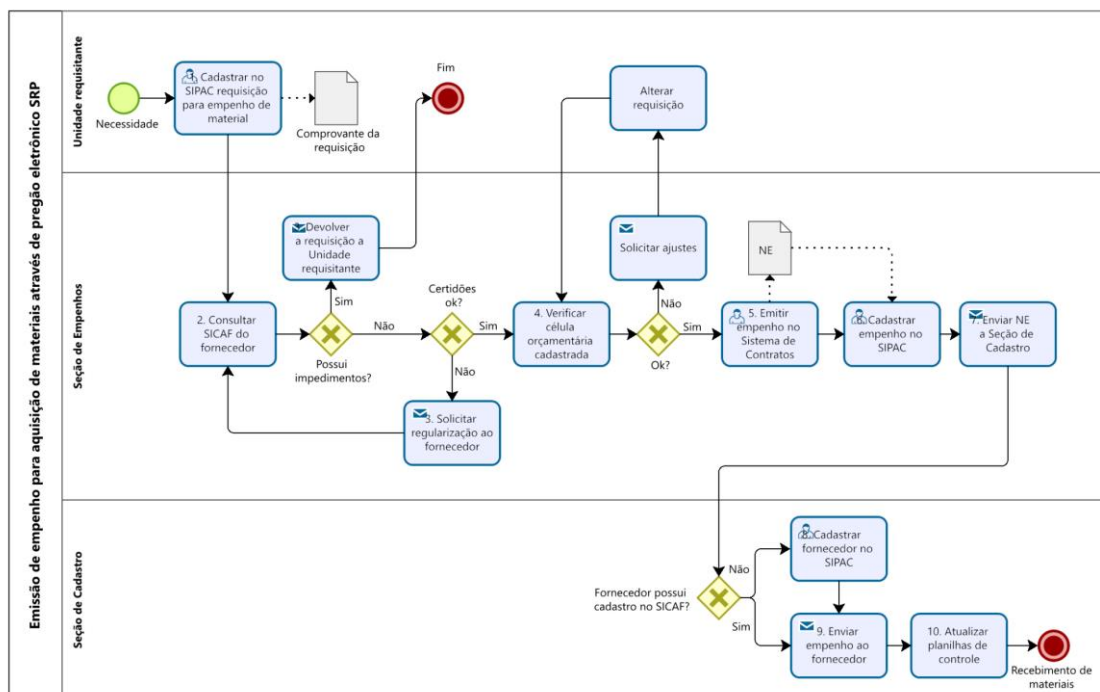 Emissão de empenho para aquisição de materiais através de pregão eletrônico SRP
Unidade requisitante
Necessidade
Cadastrar no
SIPAC requisição
para empenho de
material
Comprovante da
requisição
Fim
Alterar
requisição
Seção de Empenhos
Devolver
a requisição a
Unidade
requisitante
Sim
2. Consultar
SICAF do
fornecedor
Possui
impedimentos?
Não
Certidões
ok?
Sim
Não
3. Solicitar
regularização ao
fornecedor
4. Verificar
célula
orçamentária
cadastrada
Solicitar ajustes
Não
Ok?
Sim
NE
5. Emitir
empenho no
Sistema de
Contratos
Cadastrar
empenho no
SIPAC
7. Enviar NE
a Seção de
Cadastro
Seção de Cadastro
Fornecedor possui
cadastro no SICAF?
Não
Sim
Cadastrar
fornecedor no
SIPAC
9. Enviar
empenho ao
fornecedor
10. Atualizar
planilhas de
controle
Recebimento de
materiais